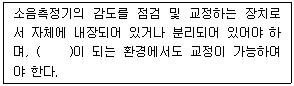 소음측정기의 감도를 점검 및 교정하는 장치로
서 자체에 내장되어 있거나 분리되어 있어야 하
며, (    )이 되는 환경에서도 교정이 가능하여
야 한다.